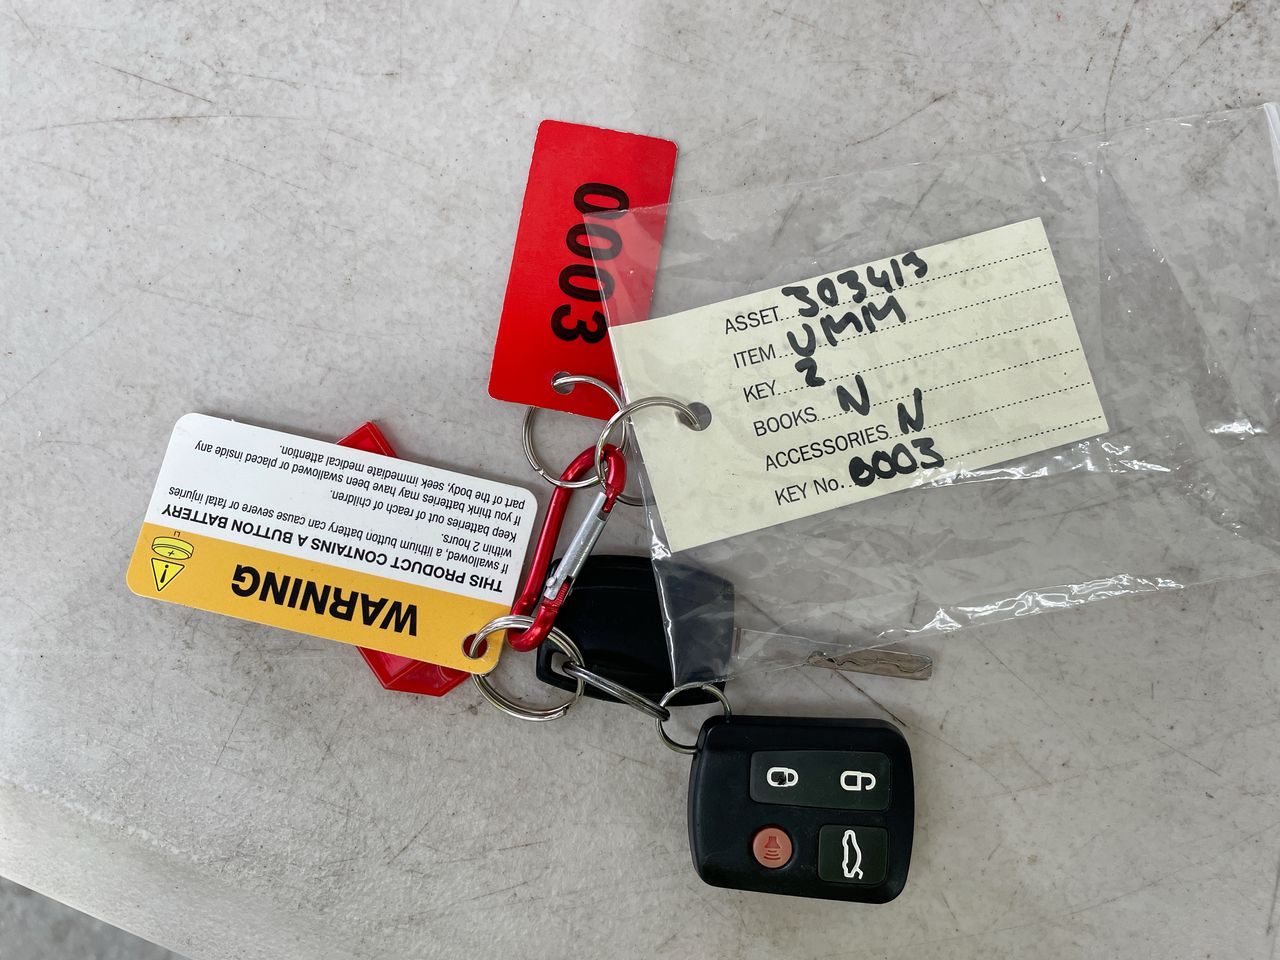 0003
ASSET 303413
ITEM UMM
KEY 2
BOOKS N
ACCESSORIES N
KEY No. 0003
WARNING
THIS PRODUCT CONTAINS A BUTTON BATTERY
If swallowed, a lithium button battery can cause severe or fatal injuries
within 2 hours.
Keep batteries out of reach of children.
If you think batteries may have been swallowed or placed inside any
part of the body, seek immediate medical attention.